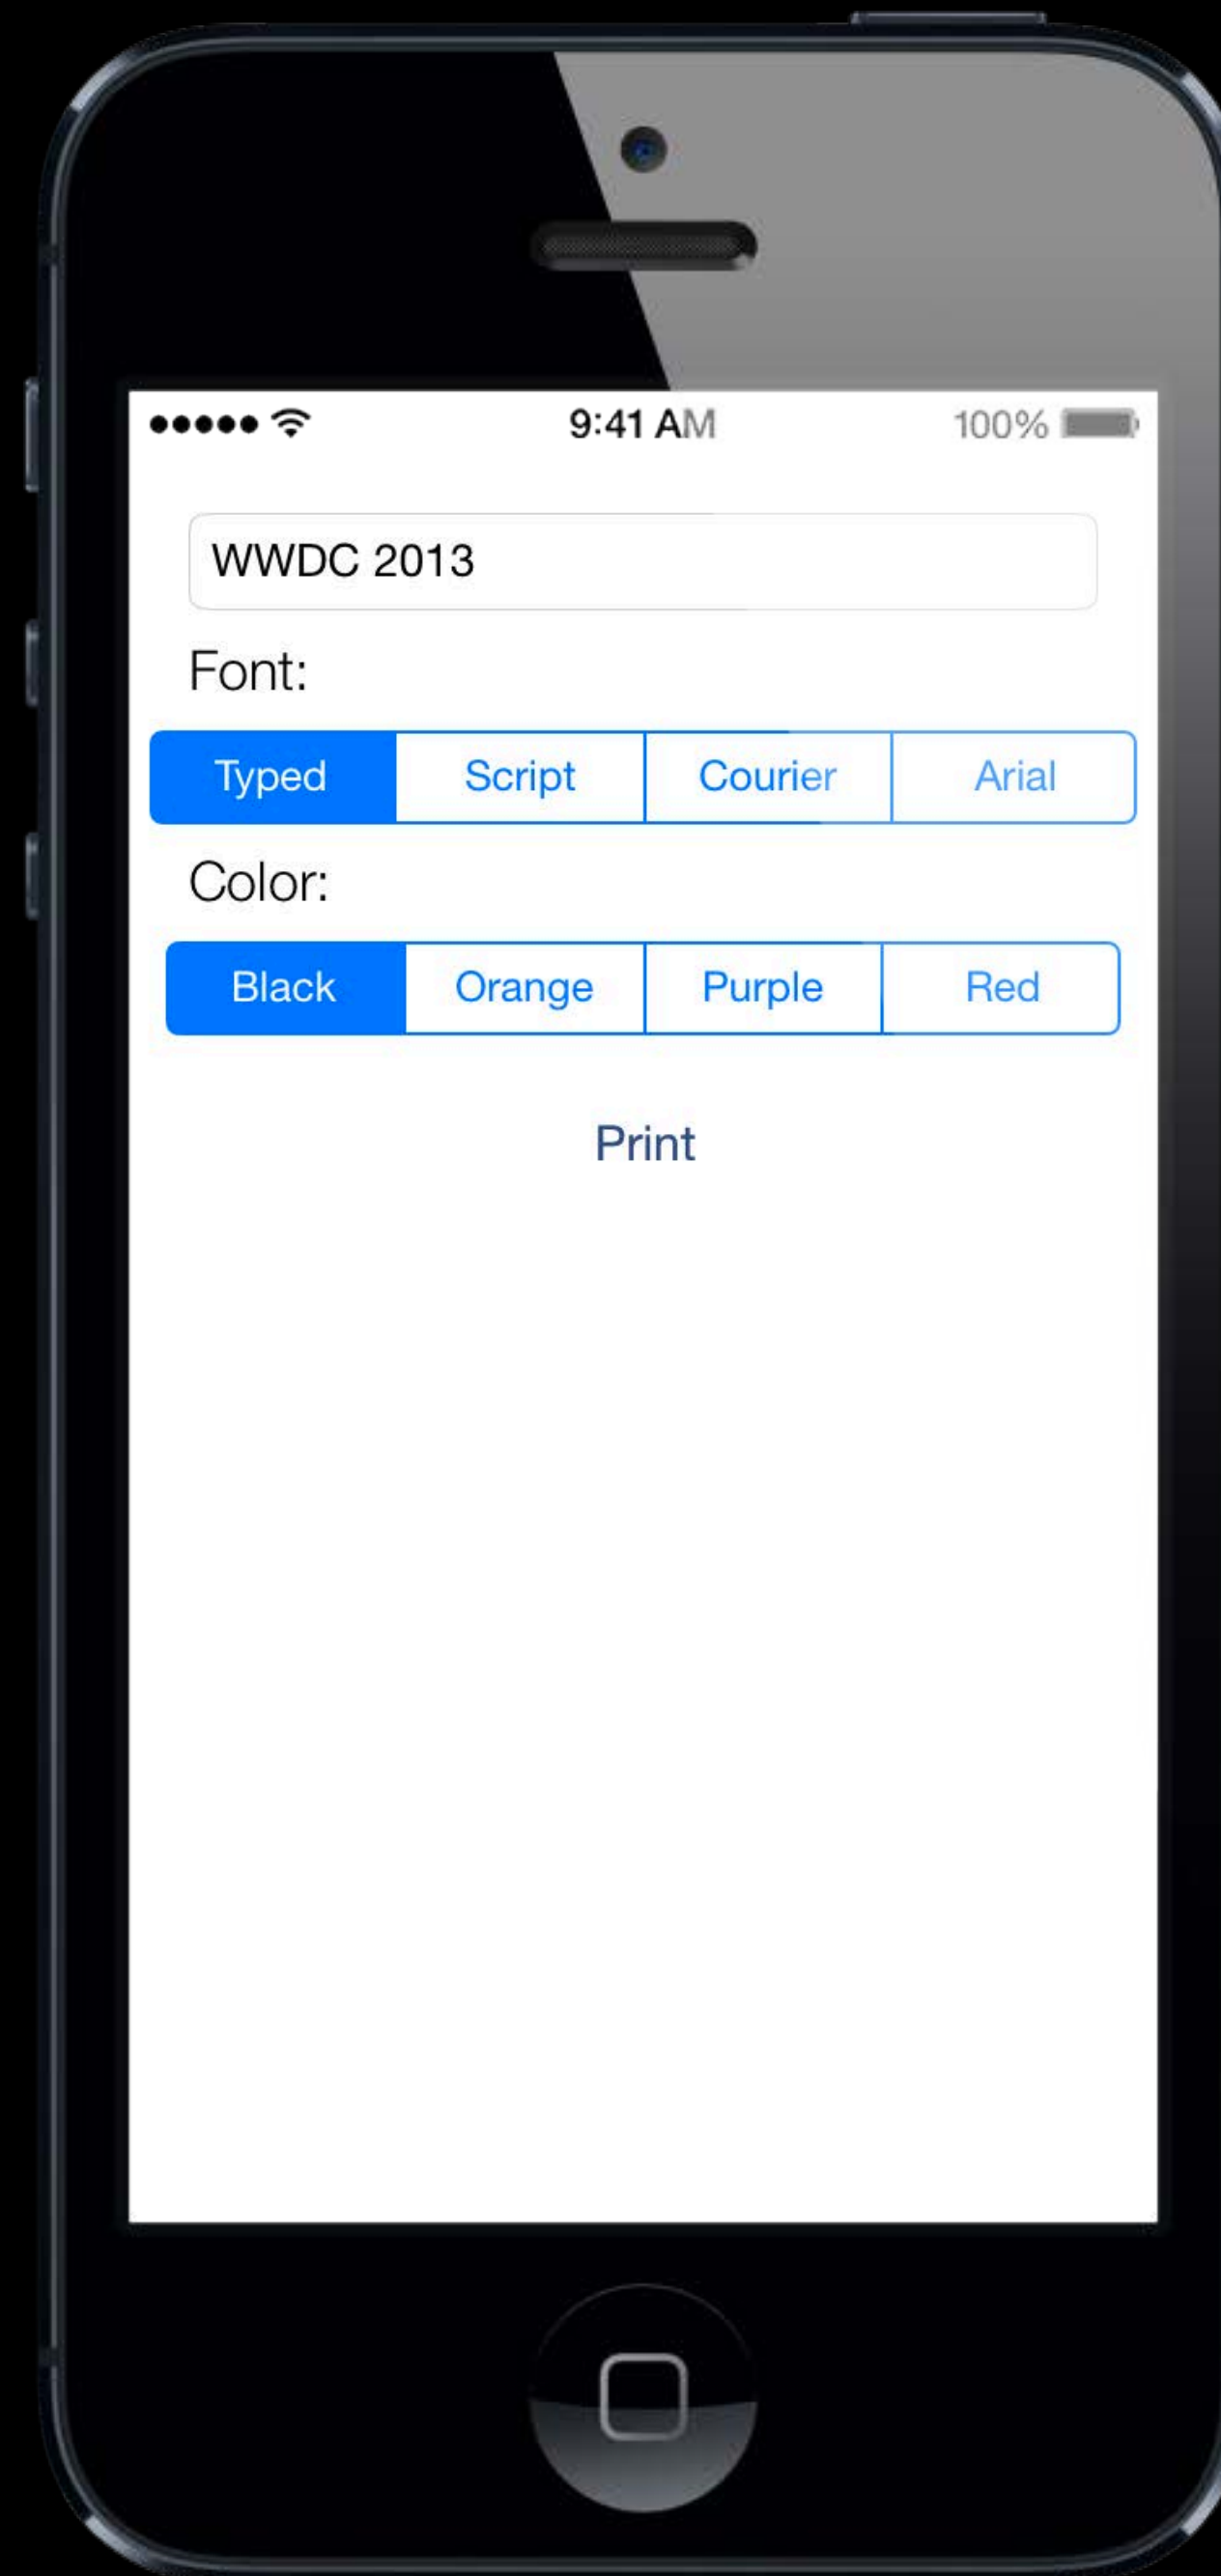 9:41 AM 100%
WWDC 2013
Font:
Typed Script Courier Arial
Color:
Black Orange Purple Red
Print